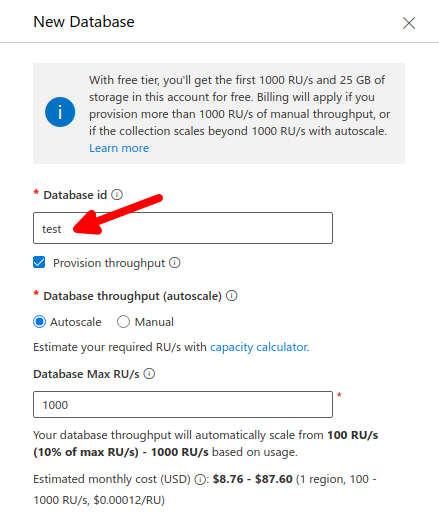 New Database
With free tier, you'll get the first 1000 RU/s and 25 GB of
storage in this account for free. Billing will apply if you
provision more than 1000 RU/s of manual throughput, or
if the collection scales beyond 1000 RU/s with autoscale.
Learn more
* Database id
test
Provision throughput
* Database throughput (autoscale)
Autoscale Manual
Estimate your required RU/s with capacity calculator.
Database Max RU/s
1000 *
Your database throughput will automatically scale from 100 RU/s
(10% of max RU/s) - 1000 RU/s based on usage.
Estimated monthly cost (USD) : $8.76 - $87.60 (1 region, 100 -
1000 RU/s, $0.00012/RU)